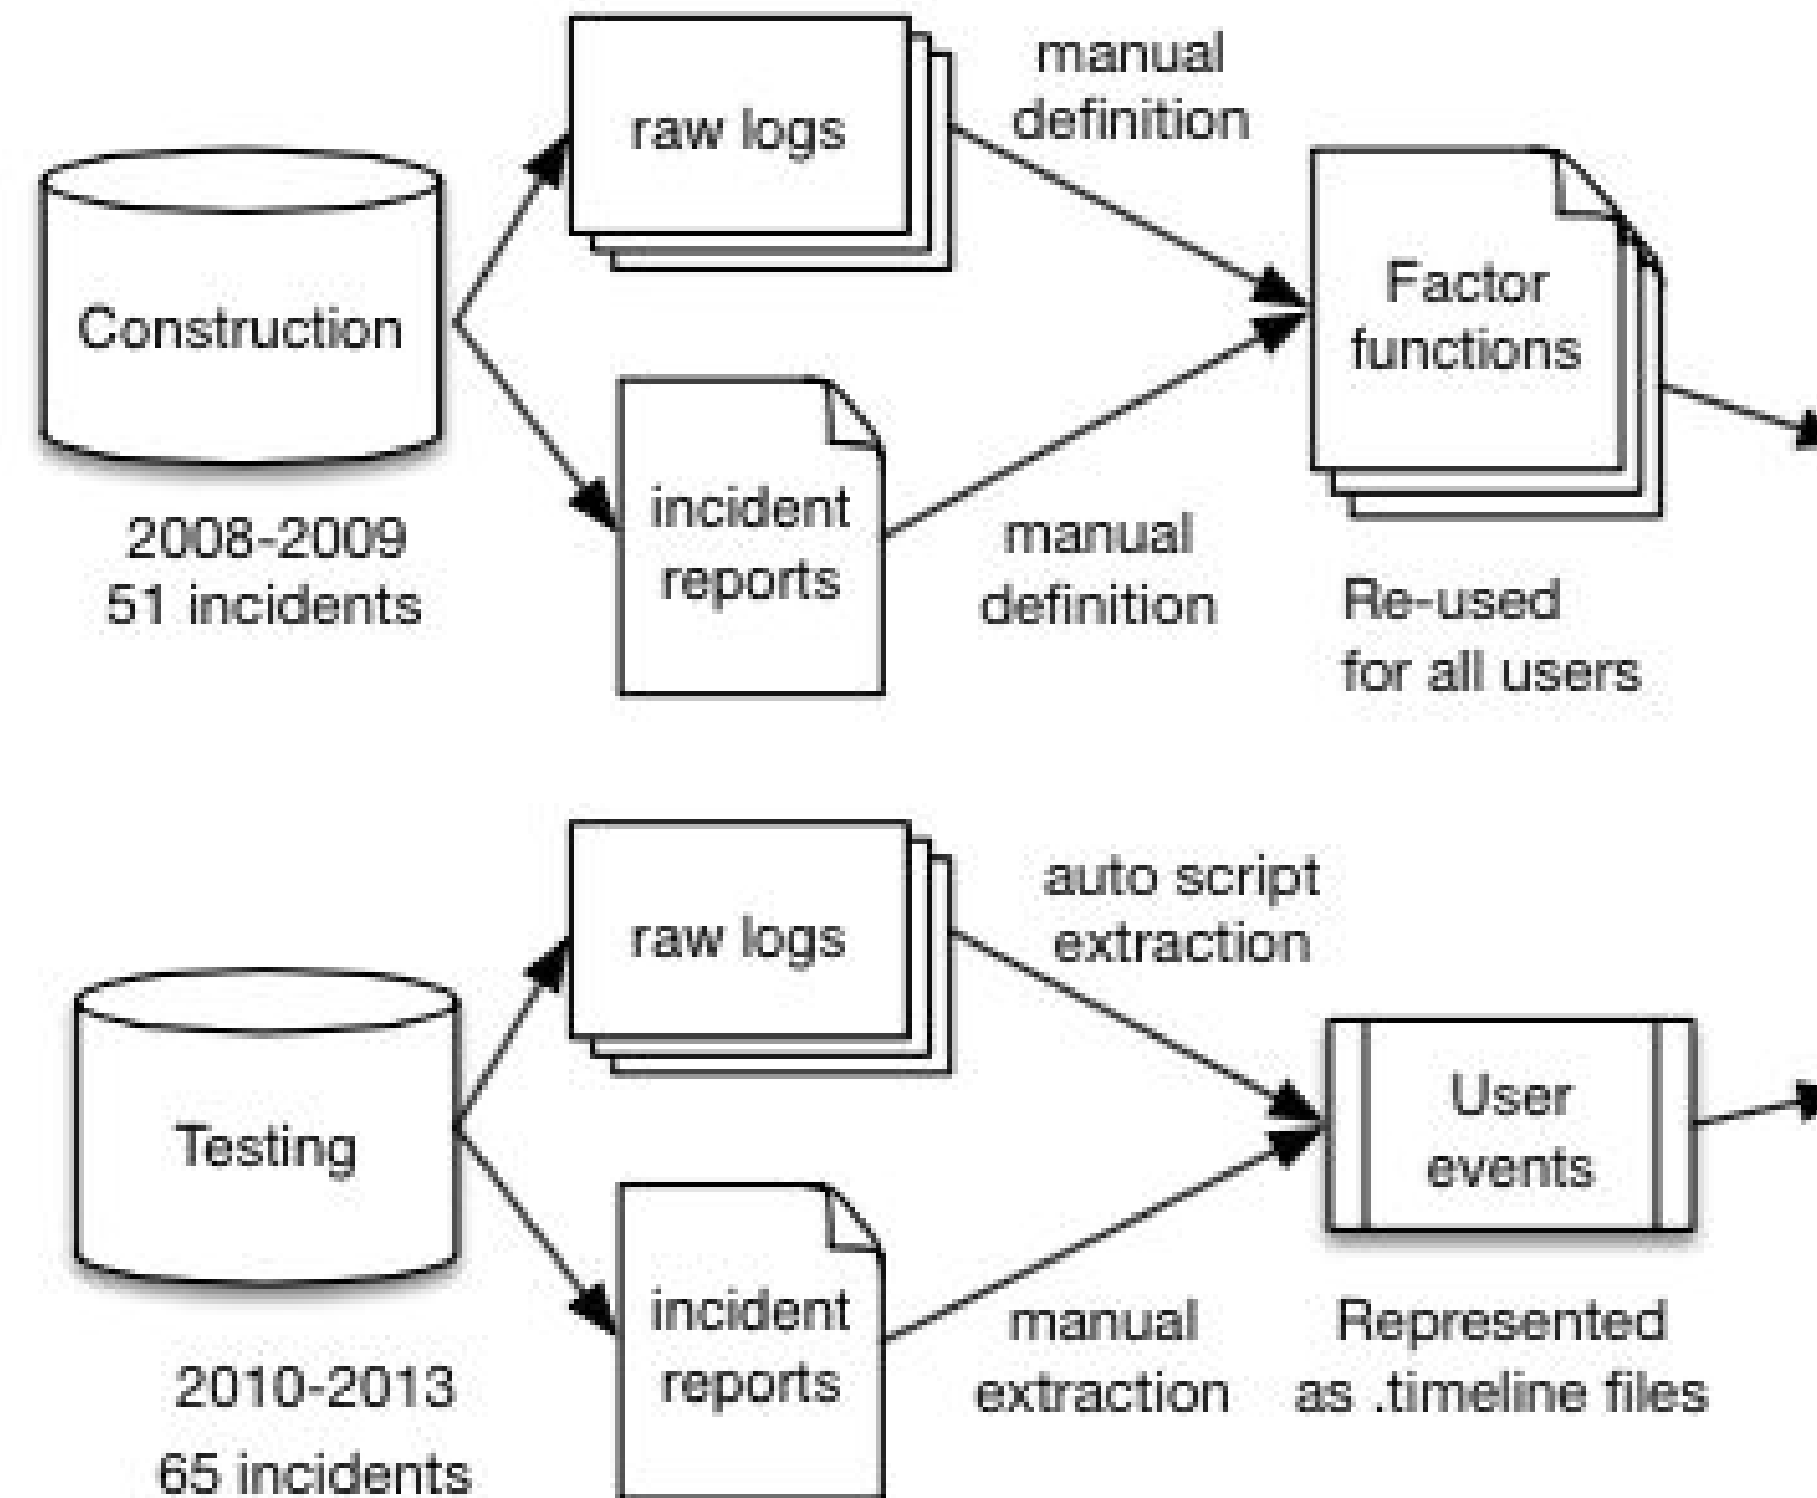 raw logs
manual
definition
Construction
2008-2009
51 incidents
incident
reports
manual
definition
Factor
functions
Re-used
for all users
raw logs
auto script
extraction
Testing
2010-2013
65 incidents
incident
reports
manual
extraction
User
events
Represented
as .timeline files